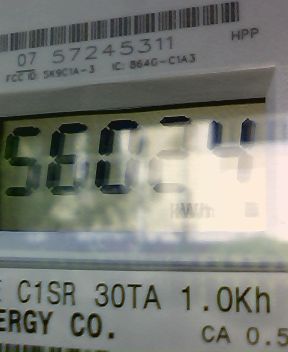 HPP
07 57245311
FCC ID: SK9C1A-3 IC: 864G-C1A3
56024
kWh
C1SR 30TA 1.0Kh
ERGY CO. CA 0.5